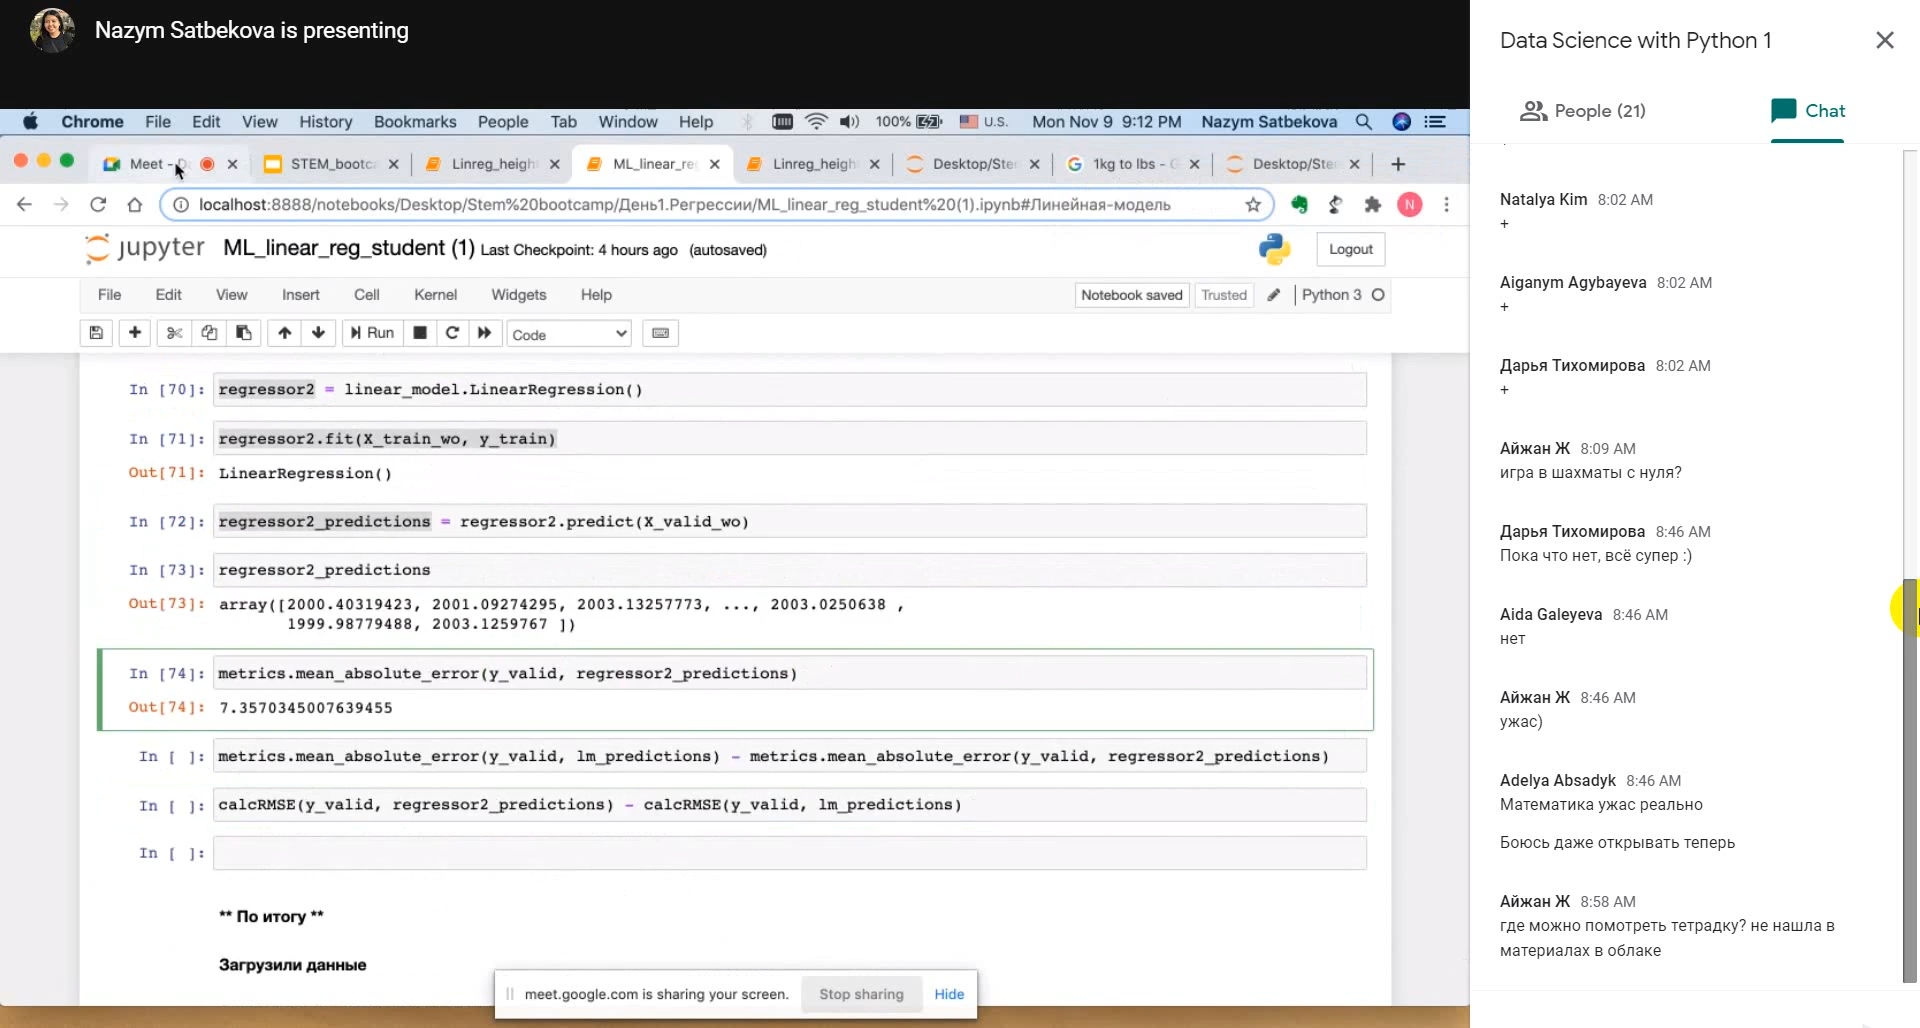 Nazym Satbekova is presenting
Chrome File Edit View History Bookmarks People Tab Window Help 100% U.S. Mon Nov 9 9:12 PM Nazym Satbekova
Meet - STEM_bootc Linreg_heigh ML_linear_re Linreg_heigh Desktop/Ste 1kg to lbs - Desktop/Ste
localhost:8888/notebooks/Desktop/Stem%20bootcamp/День1.Регрессии/ML_linear_reg_student%20(1).ipynb#Линейная-модель N
jupyter ML_linear_reg_student (1) Last Checkpoint: 4 hours ago (autosaved) Logout
File Edit View Insert Cell Kernel Widgets Help Notebook saved Trusted Python 3
Run Code
In [70]: regressor2 = linear_model.LinearRegression()
In [71]: regressor2.fit(X_train_wo, y_train)
Out[71]: LinearRegression()
In [72]: regressor2_predictions = regressor2.predict(X_valid_wo)
In [73]: regressor2_predictions
Out[73]: array([2000.40319423, 2001.09274295, 2003.13257773, ..., 2003.0250638 ,
1999.98779488, 2003.1259767 ])
In [74]: metrics.mean_absolute_error(y_valid, regressor2_predictions)
Out[74]: 7.3570345007639455
In [ ]: metrics.mean_absolute_error(y_valid, lm_predictions) - metrics.mean_absolute_error(y_valid, regressor2_predictions)
In [ ]: calcRMSE(y_valid, regressor2_predictions) - calcRMSE(y_valid, lm_predictions)
In [ ]:
** По итогу **
Загрузили данные
meet.google.com is sharing your screen. Stop sharing Hide
Data Science with Python 1
People (21) Chat
Natalya Kim 8:02 AM
+
Aiganym Agybayeva 8:02 AM
+
Дарья Тихомирова 8:02 AM
+
Айжан Ж 8:09 AM
игра в шахматы с нуля?
Дарья Тихомирова 8:46 AM
Пока что нет, всё супер :)
Aida Galeyeva 8:46 AM
нет
Айжан Ж 8:46 AM
ужас)
Adelya Absadyk 8:46 AM
Математика ужас реально
Боюсь даже открывать теперь
Айжан Ж 8:58 AM
где можно помотреть тетрадку? не нашла в
материалах в облаке